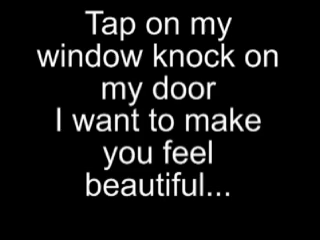 Tap on my
window knock on
my door
I want to make
you feel
beautiful...